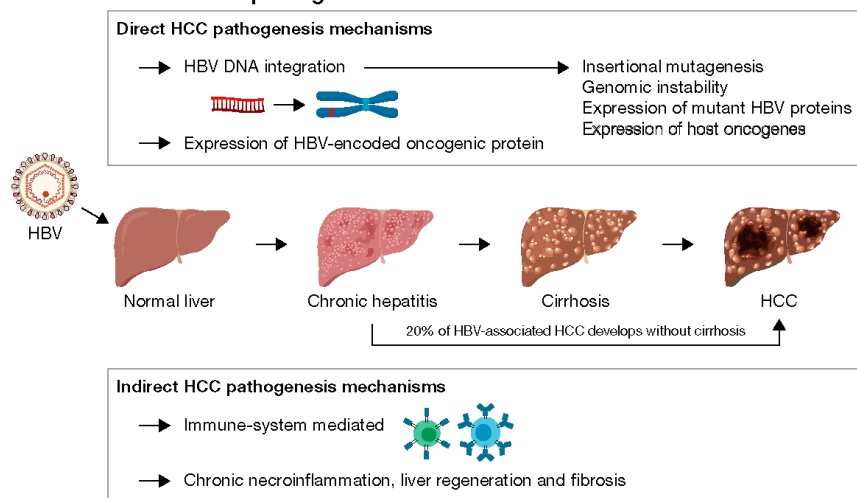 Direct HCC pathogenesis mechanisms
HBV DNA integration
Insertional mutagenesis
Genomic instability
Expression of mutant HBV proteins
Expression of host oncogenes
Expression of HBV-encoded oncogenic protein
HBV
Normal liver
Chronic hepatitis
Cirrhosis
HCC
20% of HBV-associated HCC develops without cirrhosis
Indirect HCC pathogenesis mechanisms
Immune-system mediated
Chronic necroinflammation, liver regeneration and fibrosis